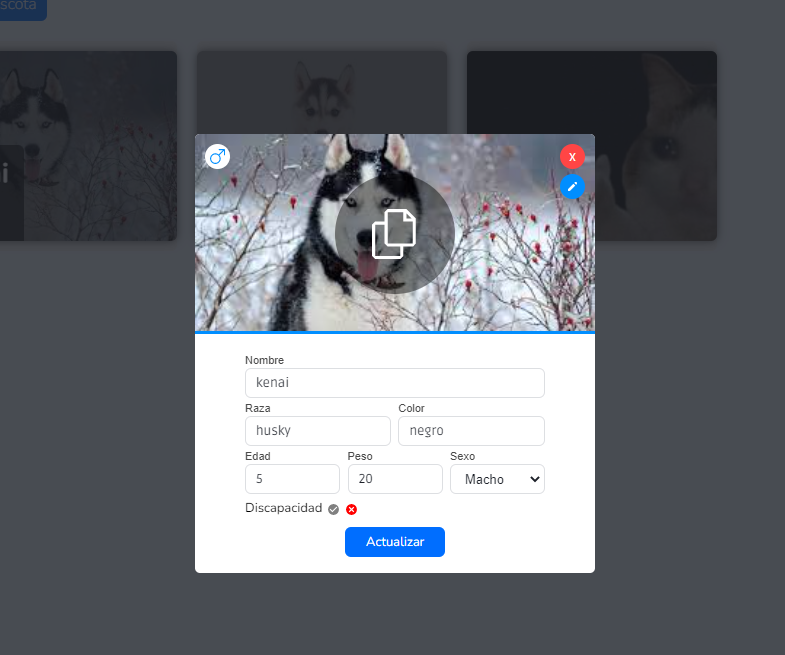 scota
i
X
Nombre
kenai
Raza Color
husky negro
Edad Peso Sexo
5 20 Macho
Discapacidad
Actualizar